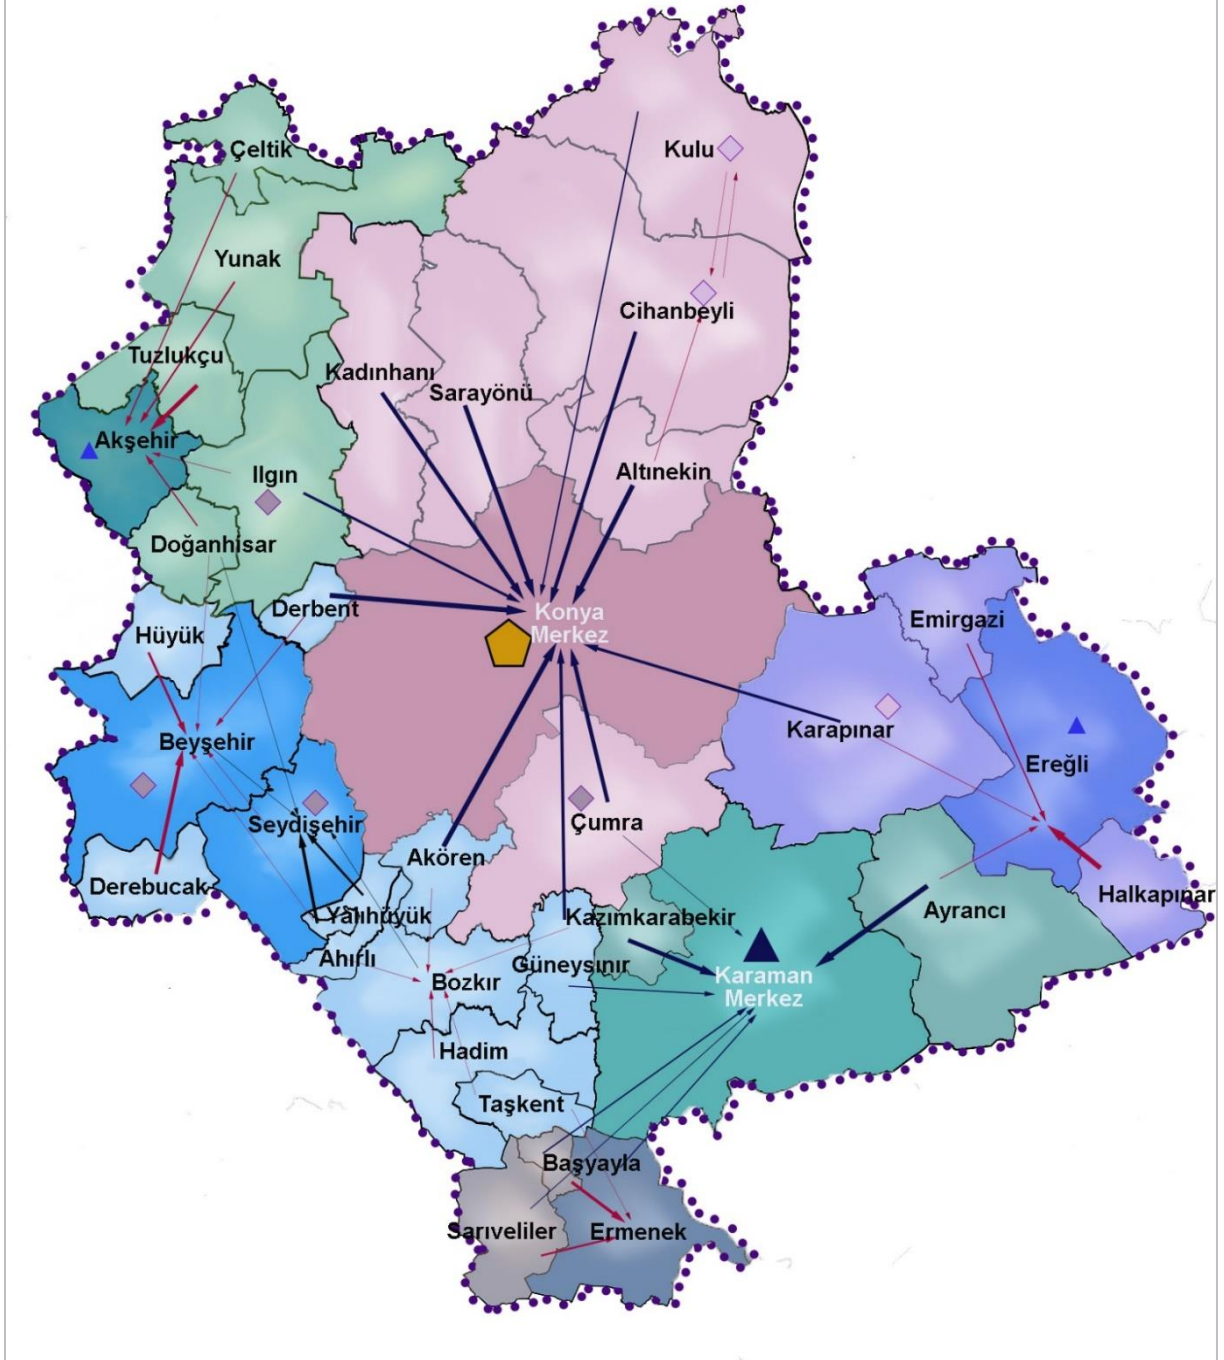 Çeltik
Kulu
Yunak
Cihanbeyli
Tuzlukçu
Kadınhanı
Sarayönü
Akşehir
Ilgın
Altınekin
Doğanhisar
Derbent
Konya
Merkez
Hüyük
Emirgazi
Karapınar
Beyşehir
Ereğli
Seydişehir
Çumra
Akören
Derebucak
Halkapınar
Yalıhüyük
Kazımkarabekir
Ayrancı
Ahırlı
Güneysınır
Bozkır
Karaman
Merkez
Hadim
Taşkent
Başyayla
Sarıveliler
Ermenek